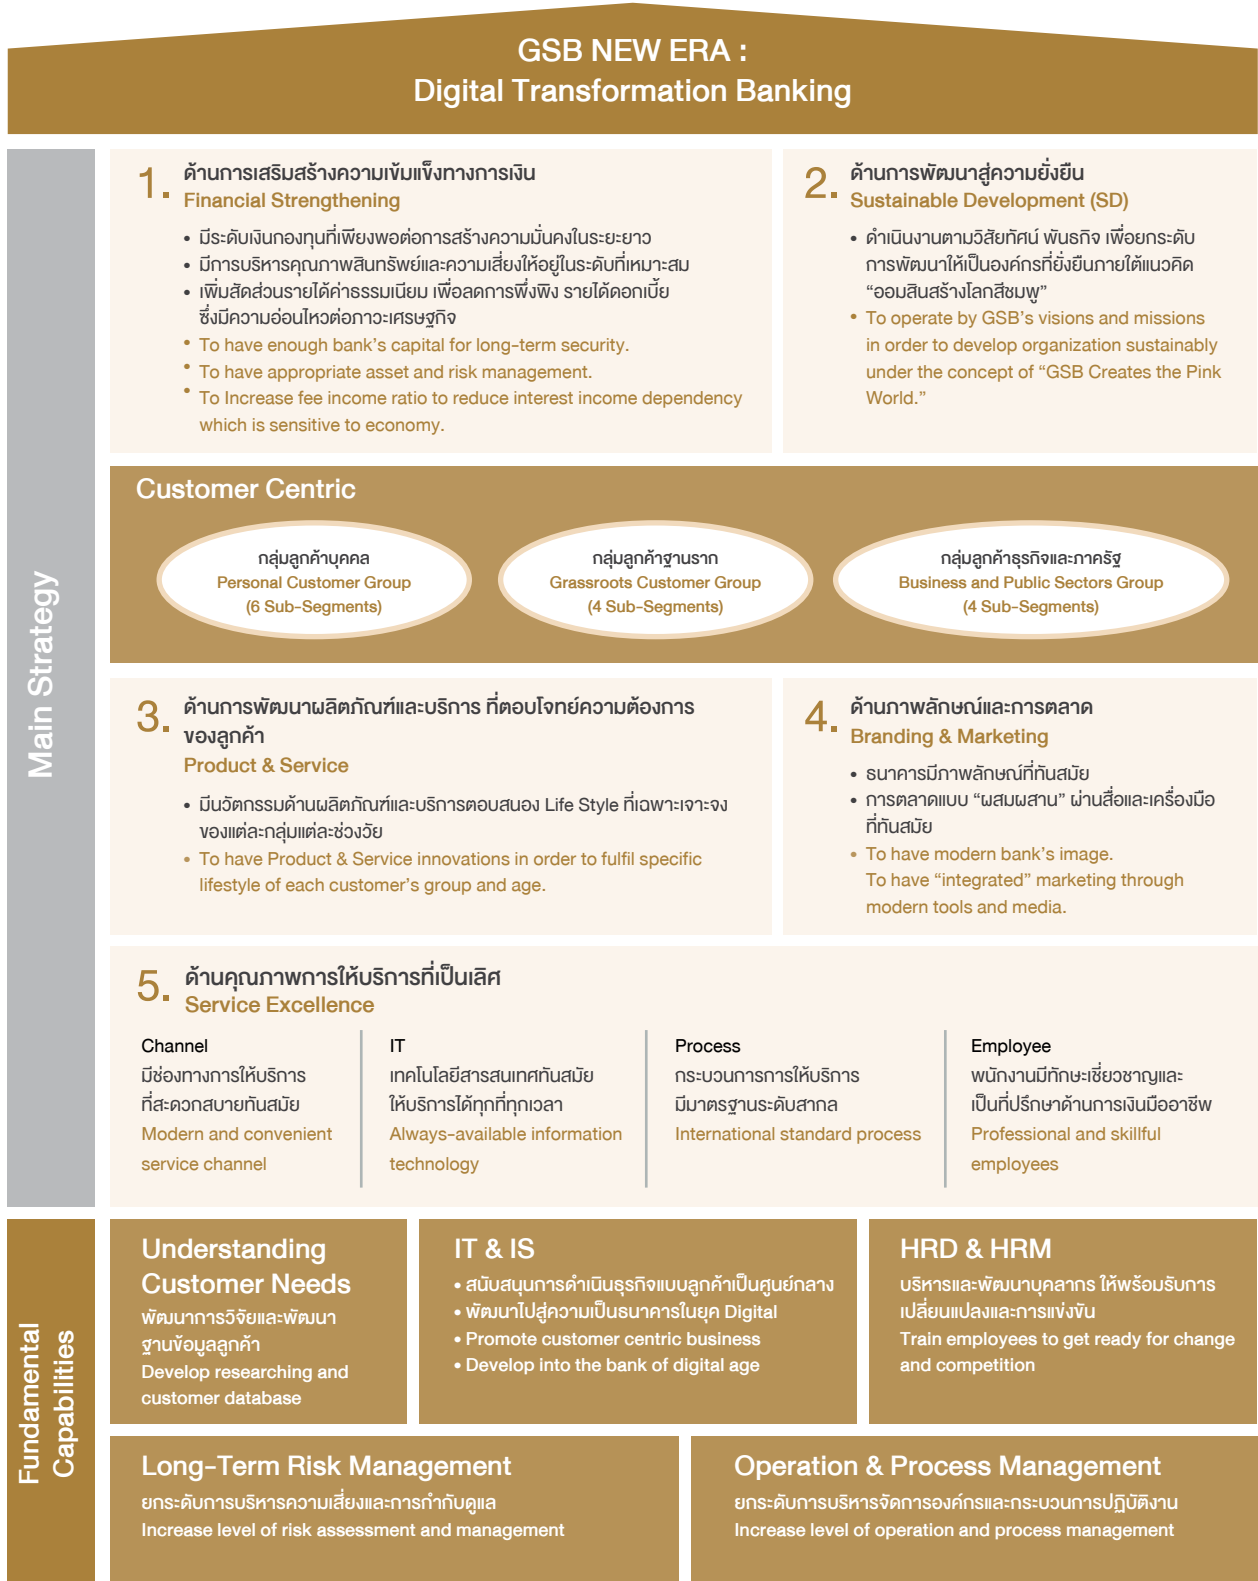 GSB NEW ERA :
Digital Transformation Banking
Main Strategy
1.
ด้านการเสริมสร้างความเข้มแข็งทางการเงิน
Financial Strengthening
• มีระดับเงินกองทุนที่เพียงพอต่อการสร้างความมั่นคงในระยะยาว
• มีการบริหารคุณภาพสินทรัพย์และความเสี่ยงให้อยู่ในระดับที่เหมาะสม
• เพิ่มสัดส่วนรายได้ค่าธรรมเนียม เพื่อลดการพึ่งพิง รายได้ดอกเบี้ย
ซึ่งมีความอ่อนไหวต่อภาวะเศรษฐกิจ
• To have enough bank's capital for long-term security.
• To have appropriate asset and risk management.
• To Increase fee income ratio to reduce interest income dependency
which is sensitive to economy.
2.
ด้านการพัฒนาสู่ความยั่งยืน
Sustainable Development (SD)
• ดำเนินงานตามวิสัยทัศน์ พันธกิจ เพื่อยกระดับ
การพัฒนาให้เป็นองค์กรที่ยั่งยืนภายใต้แนวคิด
“ออมสินสร้างโลกสีชมพู”
• To operate by GSB’s visions and missions
in order to develop organization sustainably
under the concept of “GSB Creates the Pink
World.”
Customer Centric
กลุ่มลูกค้าบุคคล
Personal Customer Group
(6 Sub-Segments)
กลุ่มลูกค้าฐานราก
Grassroots Customer Group
(4 Sub-Segments)
กลุ่มลูกค้าธุรกิจและภาครัฐ
Business and Public Sectors Group
(4 Sub-Segments)
3.
ด้านการพัฒนาผลิตภัณฑ์และบริการ ที่ตอบโจทย์ความต้องการ
ของลูกค้า
Product & Service
• มีนวัตกรรมด้านผลิตภัณฑ์และบริการตอบสนอง Life Style ที่เฉพาะเจาะจง
ของแต่ละกลุ่มแต่ละช่วงวัย
• To have Product & Service innovations in order to fulfil specific
lifestyle of each customer’s group and age.
4.
ด้านภาพลักษณ์และการตลาด
Branding & Marketing
• ธนาคารมีภาพลักษณ์ที่ทันสมัย
• การตลาดแบบ “ผสมผสาน” ผ่านสื่อและเครื่องมือ
ที่ทันสมัย
• To have modern bank’s image.
To have “integrated” marketing through
modern tools and media.
5.
ด้านคุณภาพการให้บริการที่เป็นเลิศ
Service Excellence
Channel
มีช่องทางการให้บริการ
ที่สะดวกสบายทันสมัย
Modern and convenient
service channel
IT
เทคโนโลยีสารสนเทศทันสมัย
ให้บริการได้ทุกที่ทุกเวลา
Always-available information
technology
Process
กระบวนการการให้บริการ
มีมาตรฐานระดับสากล
International standard process
Employee
พนักงานมีทักษะเชี่ยวชาญและ
เป็นที่ปรึกษาด้านการเงินมืออาชีพ
Professional and skillful
employees
Fundamental
Capabilities
Understanding
Customer Needs
พัฒนาการวิจัยและพัฒนา
ฐานข้อมูลลูกค้า
Develop researching and
customer database
IT & IS
• สนับสนุนการดำเนินธุรกิจแบบลูกค้าเป็นศูนย์กลาง
• พัฒนาไปสู่ความเป็นธนาคารในยุค Digital
• Promote customer centric business
• Develop into the bank of digital age
HRD & HRM
บริหารและพัฒนาบุคลากร ให้พร้อมรับการ
เปลี่ยนแปลงและการแข่งขัน
Train employees to get ready for change
and competition
Long-Term Risk Management
ยกระดับการบริหารความเสี่ยงและการกำกับดูแล
Increase level of risk assessment and management
Operation & Process Management
ยกระดับการบริหารจัดการองค์กรและกระบวนการปฏิบัติงาน
Increase level of operation and process management